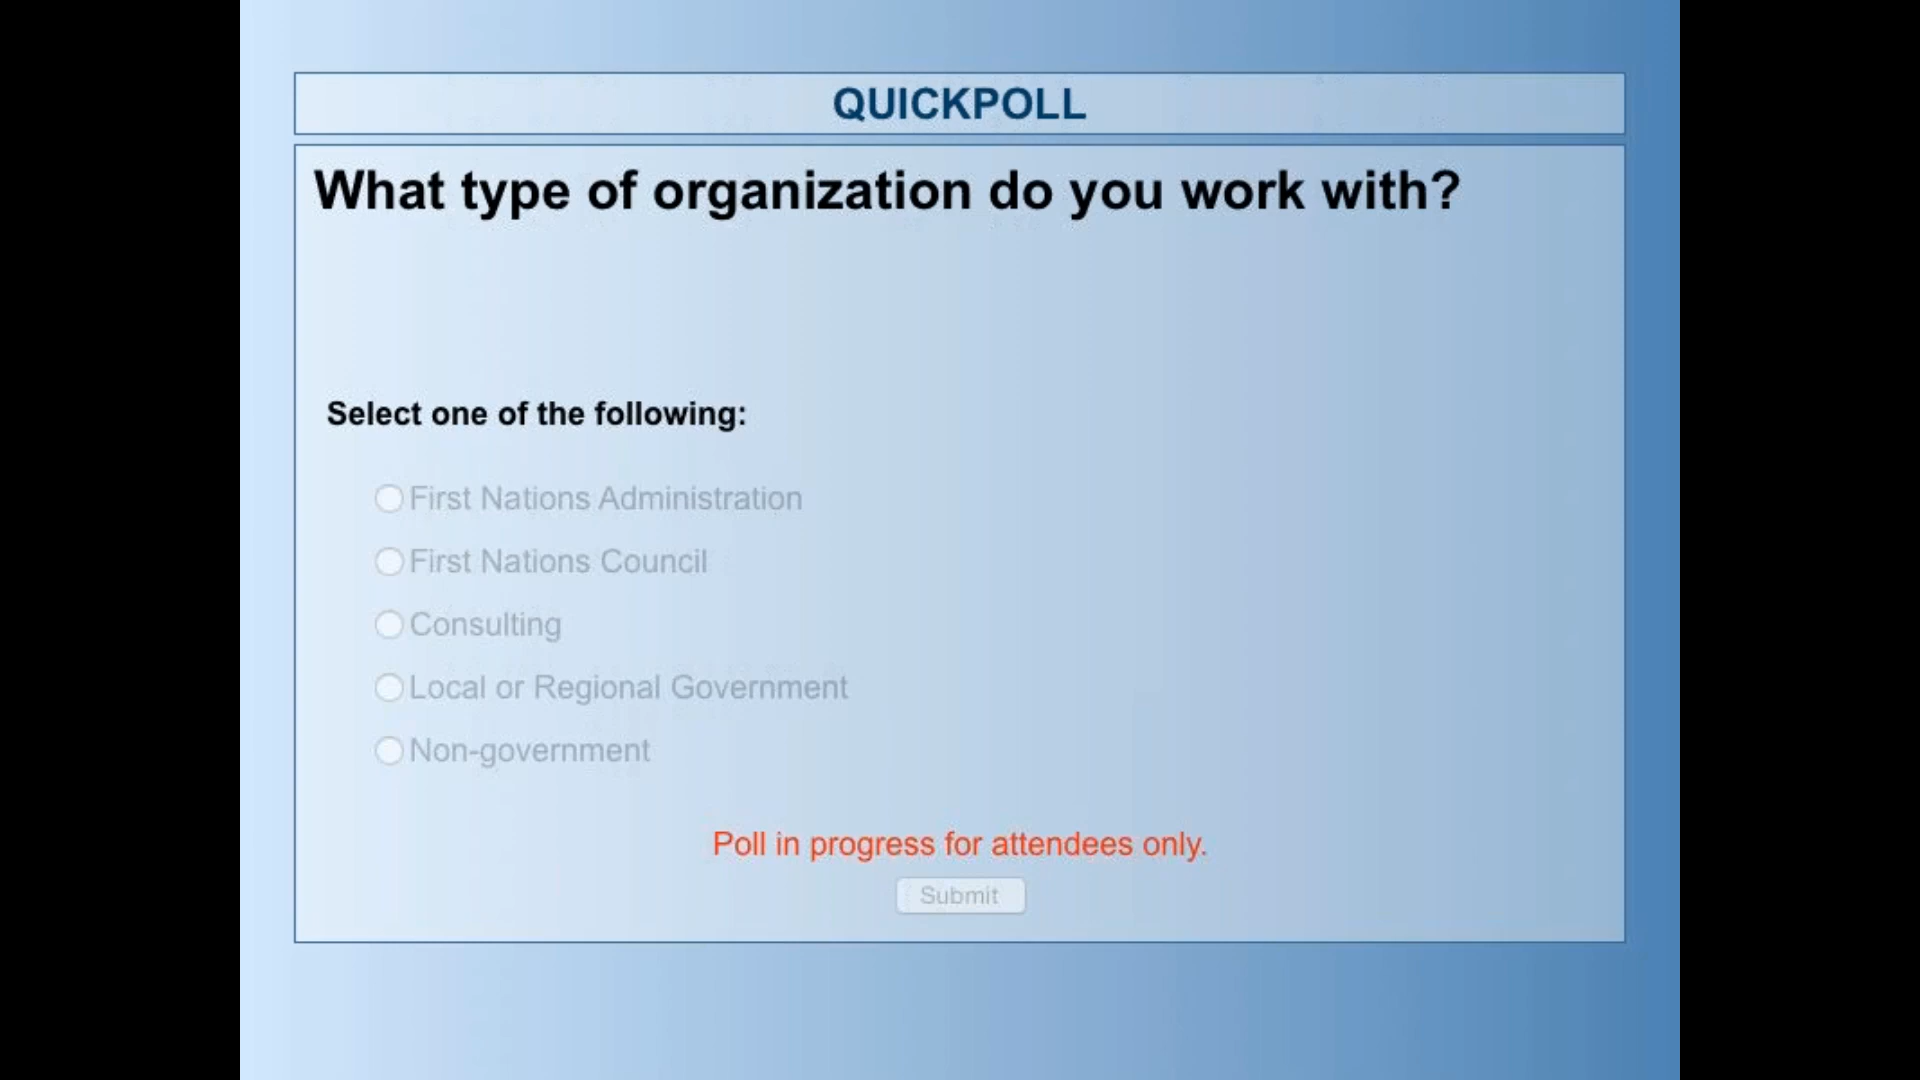 QUICKPOLL
What type of organization do you work with?
Select one of the following:
First Nations Administration
First Nations Council
Consulting
Local or Regional Government
Non-government
Poll in progress for attendees only.
Submit